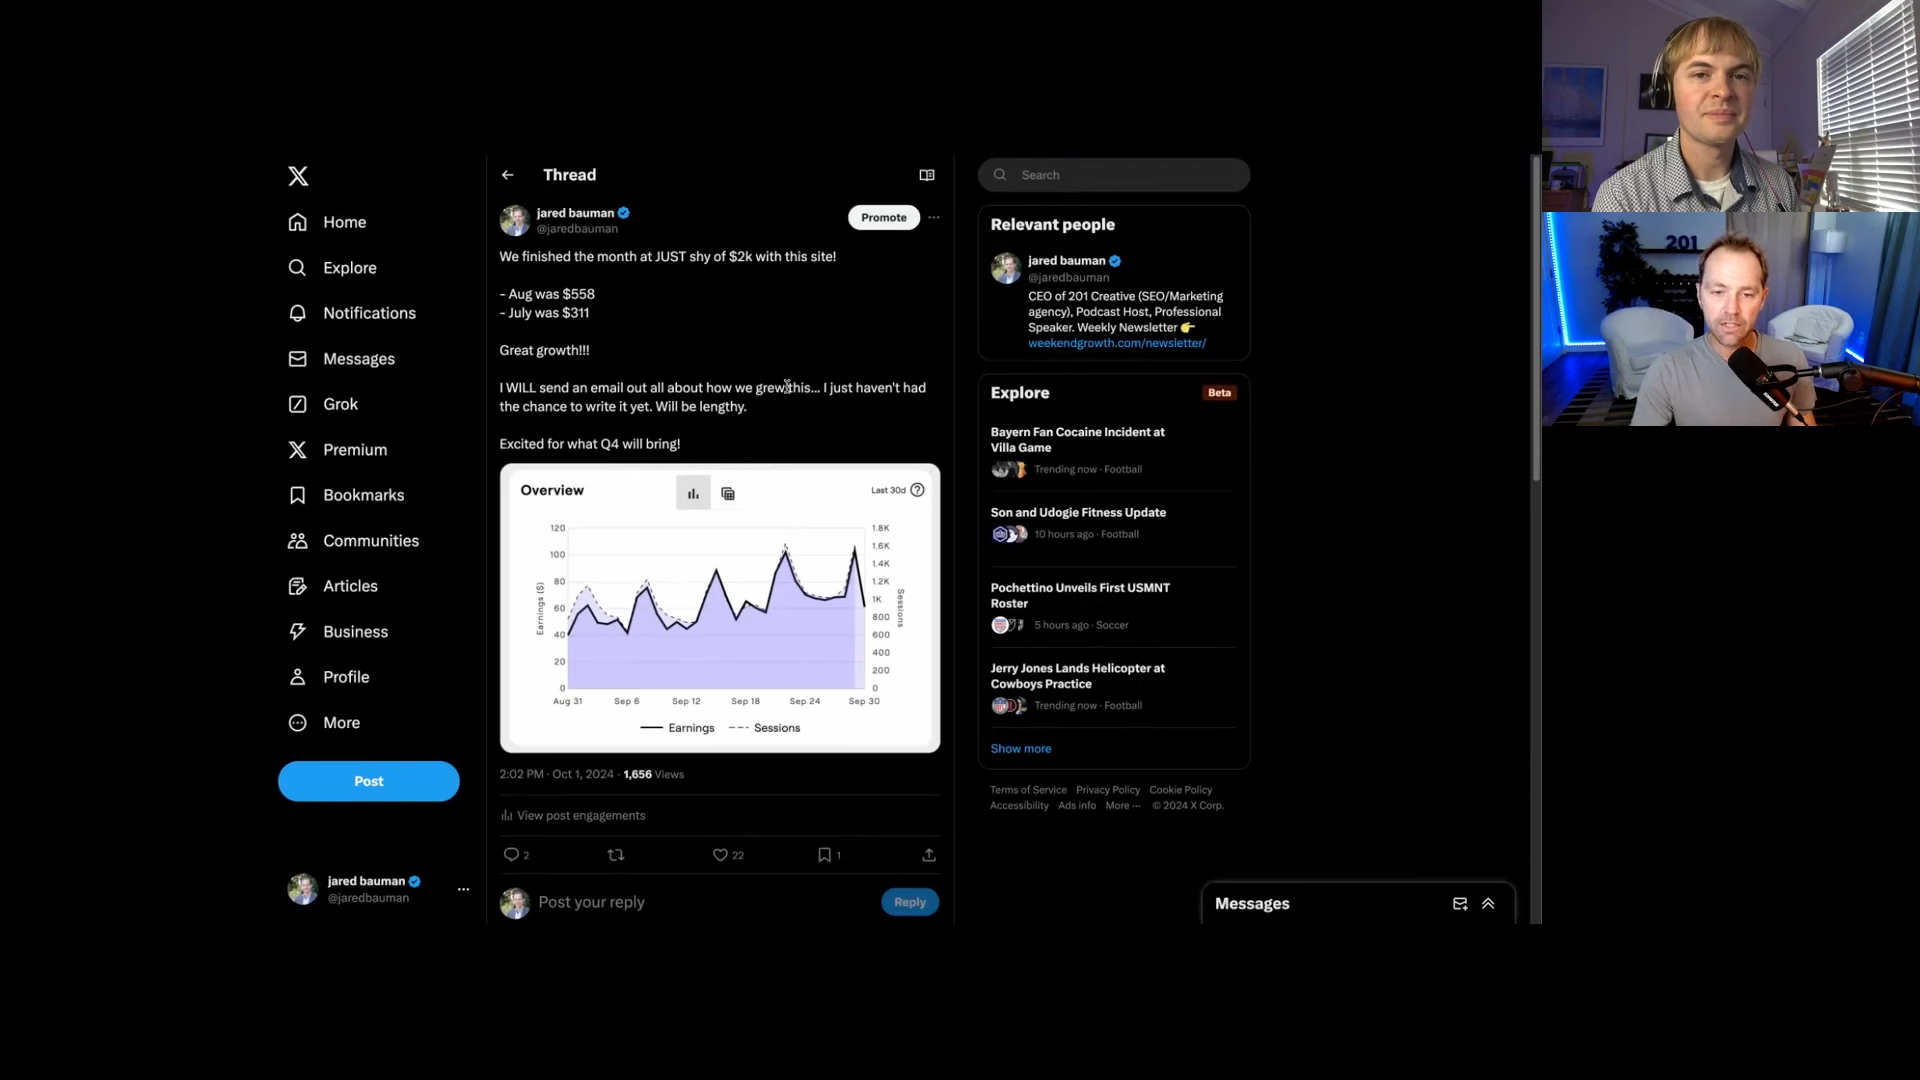 Home
Explore
Notifications
Messages
Grok
Premium
Bookmarks
Communities
Articles
Business
Profile
More
Post
jared bauman
@jaredbauman
Thread
jared bauman
@jaredbauman
Promote
We finished the month at JUST shy of $2k with this site!
- Aug was $558
- July was $311
Great growth!!!
I WILL send an email out all about how we grew this... I just haven't had
the chance to write it yet. Will be lengthy.
Excited for what Q4 will bring!
Overview
Last 30d
120
100
80
60
40
20
0
Earnings ($)
1.8K
1.6K
1.4K
1.2K
1K
800
600
400
200
0
Sessions
Aug 31 Sep 6 Sep 12 Sep 18 Sep 24 Sep 30
Earnings Sessions
2:02 PM · Oct 1, 2024 · 1,656 Views
View post engagements
2 22 1
Post your reply
Reply
Search
Relevant people
jared bauman
@jaredbauman
CEO of 201 Creative (SEO/Marketing
agency), Podcast Host, Professional
Speaker. Weekly Newsletter
weekendgrowth.com/newsletter/
Explore
Beta
Bayern Fan Cocaine Incident at
Villa Game
Trending now · Football
Son and Udogie Fitness Update
10 hours ago · Football
Pochettino Unveils First USMNT
Roster
5 hours ago · Soccer
Jerry Jones Lands Helicopter at
Cowboys Practice
Trending now · Football
Show more
Terms of Service Privacy Policy Cookie Policy
Accessibility Ads info More ··· © 2024 X Corp.
Messages
201